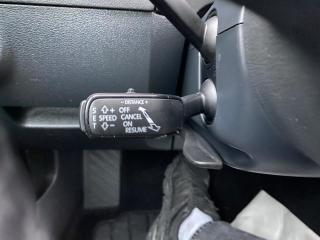 - DISTANCE +
S ⇧+ OFF
E SPEED CANCEL
T ⇩- ON
RESUME